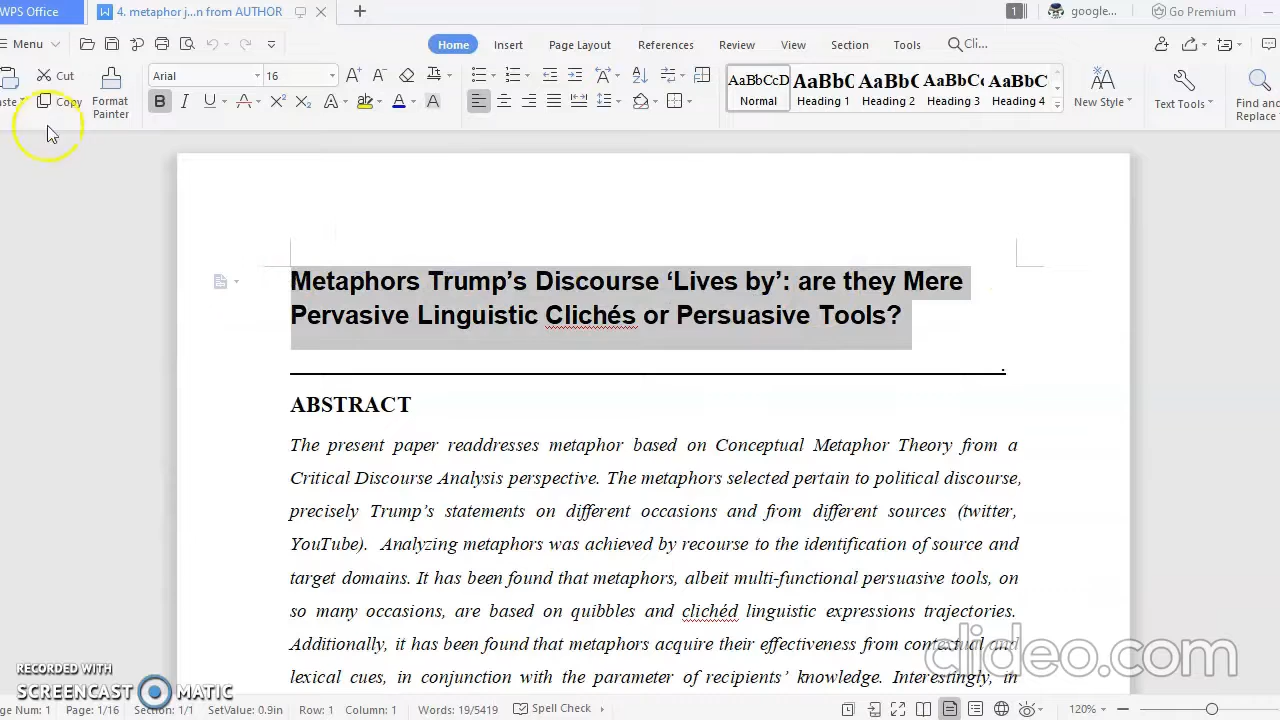 WPS Office
4. metaphor j...n from AUTHOR
1
google...
Go Premium
Menu
Home
Insert
Page Layout
References
Review
View
Section
Tools
Cli...
Cut
Copy
Format
Painter
Arial
16
AaBbCcD
Normal
AaBb(
Heading 1
AaBbC
Heading 2
AaBbC
Heading 3
AaBbC
Heading 4
New Style
Text Tools
Find and
Replace
Metaphors Trump’s Discourse ‘Lives by’: are they Mere
Pervasive Linguistic Clichés or Persuasive Tools?
ABSTRACT
The present paper readdresses metaphor based on Conceptual Metaphor Theory from a
Critical Discourse Analysis perspective. The metaphors selected pertain to political discourse,
precisely Trump’s statements on different occasions and from different sources (twitter,
YouTube). Analyzing metaphors was achieved by recourse to the identification of source and
target domains. It has been found that metaphors, albeit multi-functional persuasive tools, on
so many occasions, are based on quibbles and clichéd linguistic expressions trajectories.
Additionally, it has been found that metaphors acquire their effectiveness from contextual and
lexical cues, in conjunction with the parameter of recipients’ knowledge. Interestingly, in
clideo.com
RECORDED WITH
SCREENCAST MATIC
Page: 1/16
Section: 1/1
SetValue: 0.9in
Row: 1
Column: 1
Words: 19/5419
Spell Check
120%